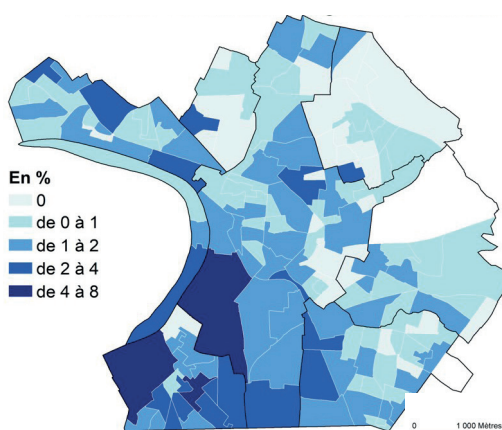 En %
0
de 0 à 1
de 1 à 2
de 2 à 4
de 4 à 8
0 1 000 Mètres